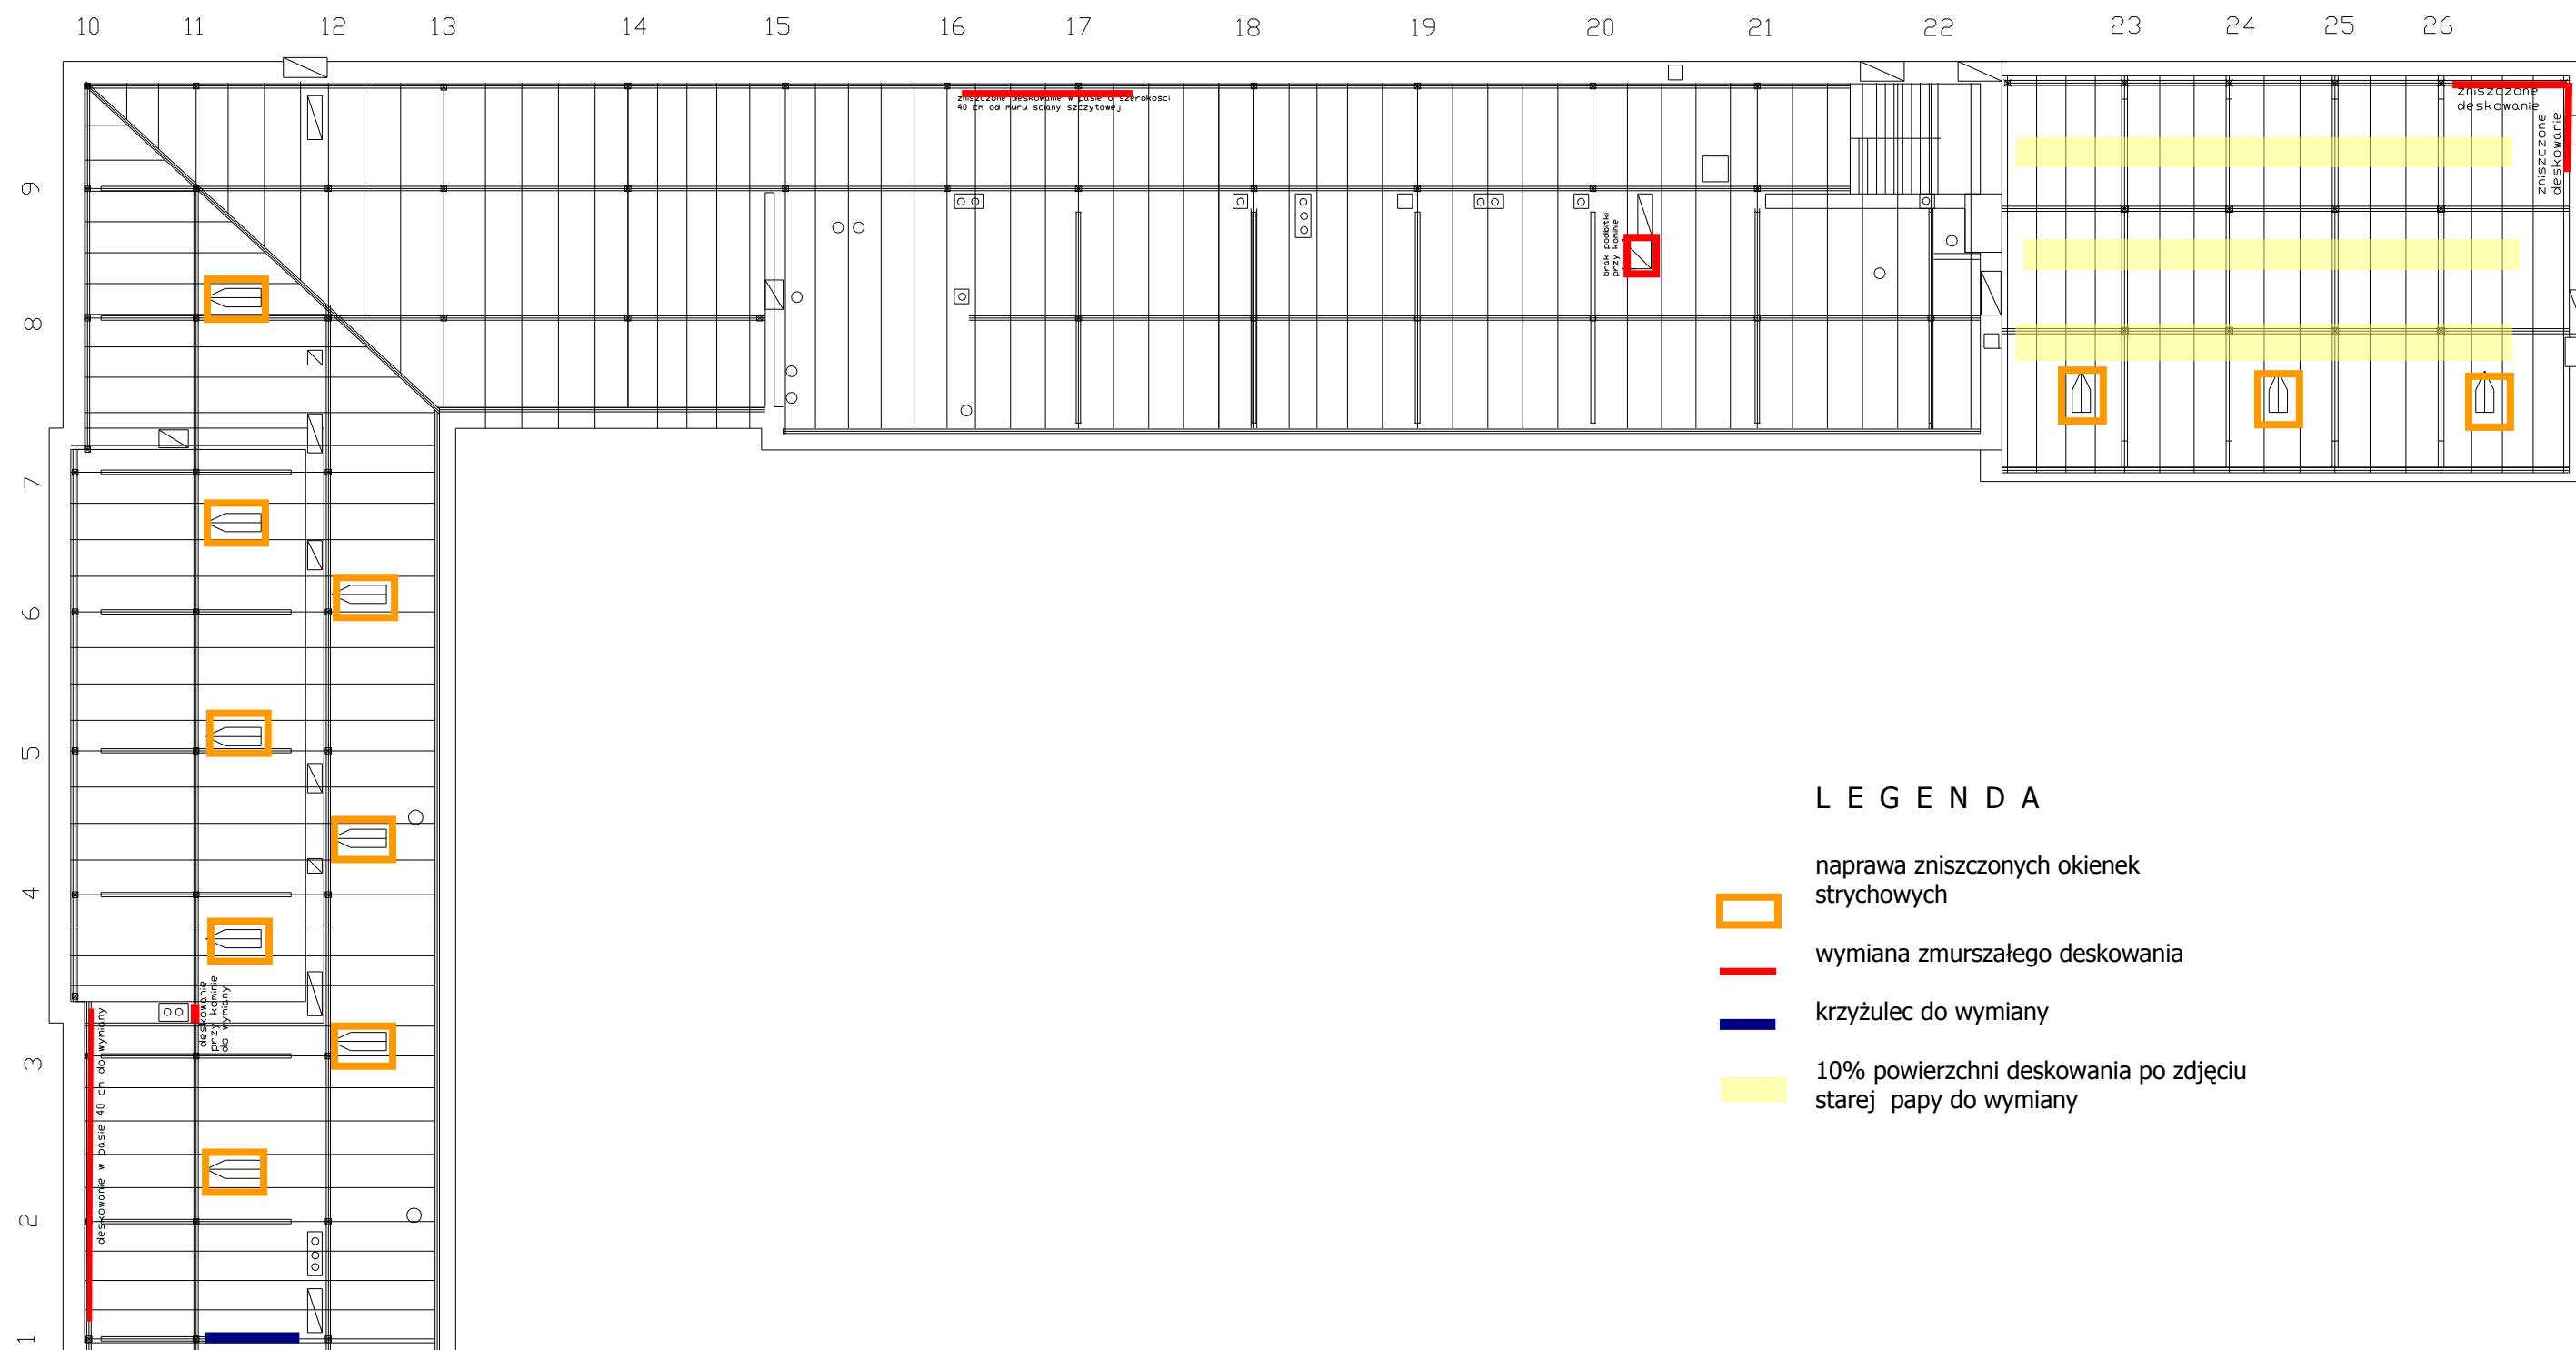 10 11 12 13 14 15 16 17 18 19 20 21 22 23 24 25 26
zniszczone deskowanie w pasie o szerokości
40 cm od muru ściany szczytowej
zniszczone
deskowanie
zniszczone
deskowanie
9
brak podbitki
przy kominie
8
7
6
5
4
deskowanie
przy kominie
do wymiany
deskowanie w pasie 40 cm do wymiany
3
2
1
LEGENDA
naprawa zniszczonych okienek
strychowych
wymiana zmurszałego deskowania
krzyżulec do wymiany
10% powierzchni deskowania po zdjęciu
starej papy do wymiany